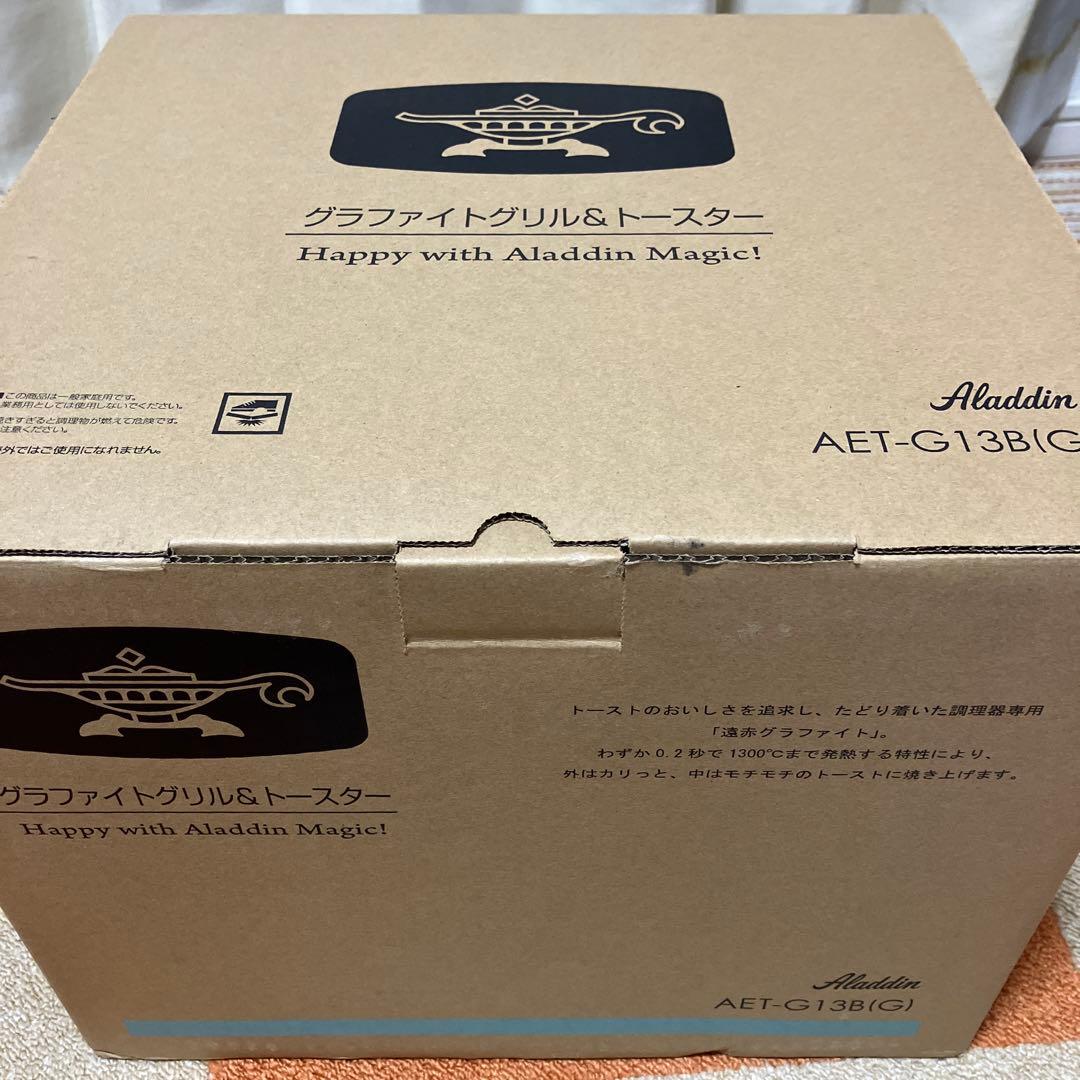 グラファイトグリル&トースター
Happy with Aladdin Magic!
■この商品は一般家庭用です。
業務用としては使用しないでください。
焼きすぎると調理物が燃えて危険です。
注意ください。
外ではご使用になれません。
Aladdin
AET-G13B(G
トーストのおいしさを追求し、たどり着いた調理器専用
「遠赤グラファイト」。
わずか0.2秒で1300℃まで発熱する特性により、
外はカリっと、中はモチモチのトーストに焼き上げます。
グラファイトグリル&トースター
Happy with Aladdin Magic!
Aladdin
AET-G13B(G)